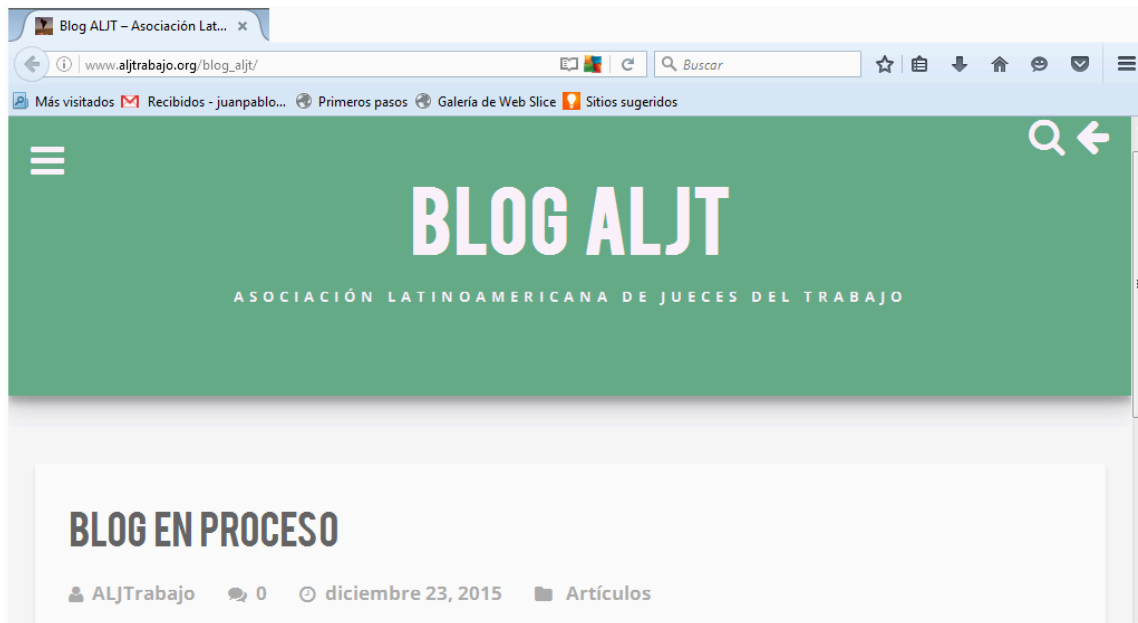 Blog ALJT – Asociación Lat...
www.aljtrabajo.org/blog_aljt/ Buscar
Más visitados Recibidos - juanpablo... Primeros pasos Galería de Web Slice Sitios sugeridos
BLOG ALJT
ASOCIACIÓN LATINOAMERICANA DE JUECES DEL TRABAJO
BLOG EN PROCESO
ALJTrabajo 0 diciembre 23, 2015 Artículos